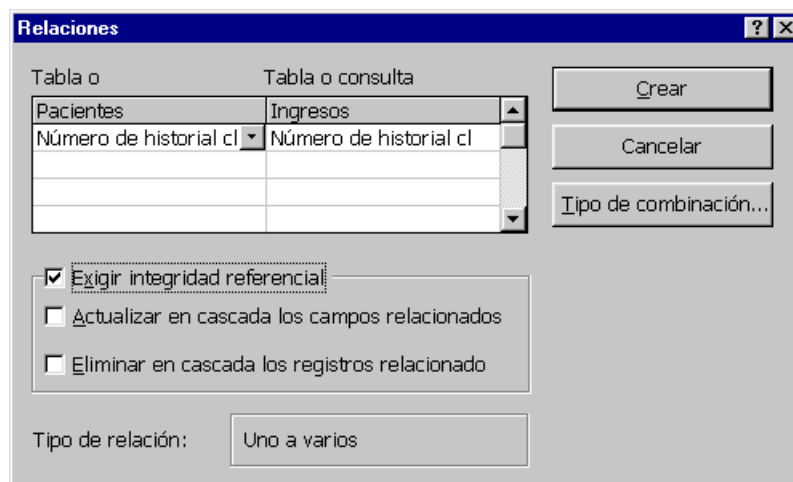 Relaciones
Tabla o Tabla o consulta
Pacientes Ingresos
Número de historial cl Número de historial cl
Crear
Cancelar
Tipo de combinación...
Exigir integridad referencial
Actualizar en cascada los campos relacionados
Eliminar en cascada los registros relacionado
Tipo de relación: Uno a varios